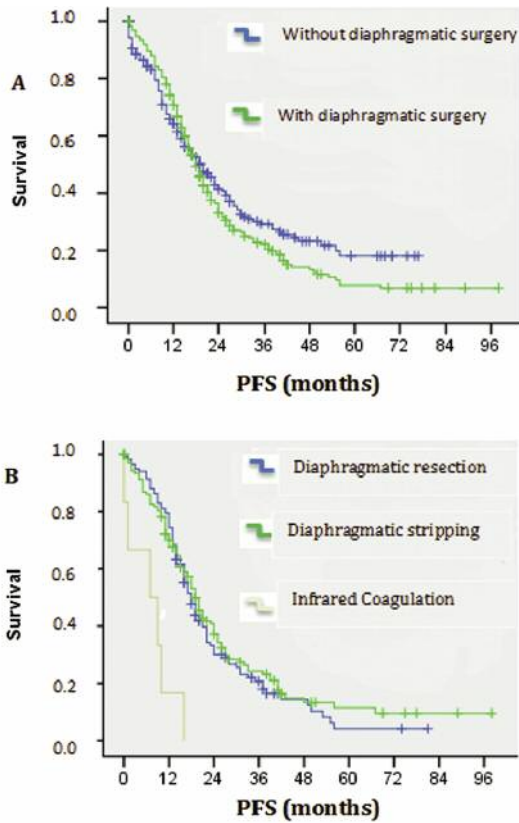 A
Without diaphragmatic surgery
With diaphragmatic surgery
Survival
1.0
0.8
0.6
0.4
0.2
0.0
0 12 24 36 48 60 72 84 96
PFS (months)
B
Diaphragmatic resection
Diaphragmatic stripping
Infrared Coagulation
Survival
1.0
0.8
0.6
0.4
0.2
0.0
0 12 24 36 48 60 72 84 96
PFS (months)